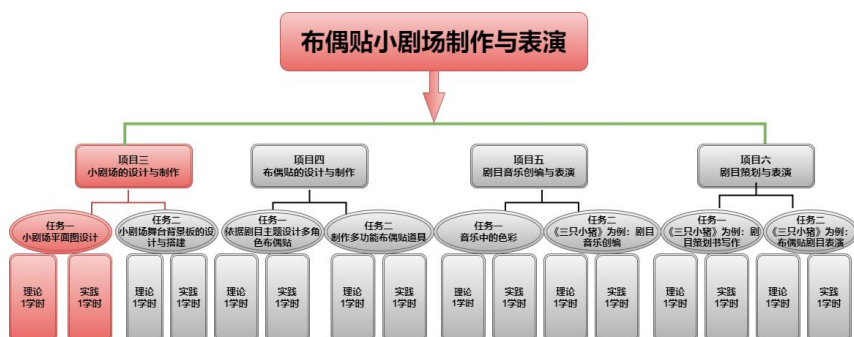 布偶贴小剧场制作与表演
项目三
小剧场的设计与制作
项目四
布偶贴的设计与制作
项目五
剧目音乐创编与表演
项目六
剧目策划与表演
任务一
小剧场平面图设计
任务二
小剧场舞台背景板的设
计与搭建
任务一
依据剧目主题设计多角
色布偶贴
任务二
制作多功能布偶贴道具
任务一
音乐中的色彩
任务二
《三只小猪》为例：剧目
音乐创编
任务一
《三只小猪》为例：剧
目策划书写作
任务二
《三只小猪》为例：
布偶贴剧目表演
理论
1学时
实践
1学时
理论
1学时
实践
1学时
理论
1学时
实践
1学时
理论
1学时
实践
1学时
理论
1学时
实践
1学时
理论
1学时
实践
1学时
理论
1学时
实践
1学时
理论
1学时
实践
1学时